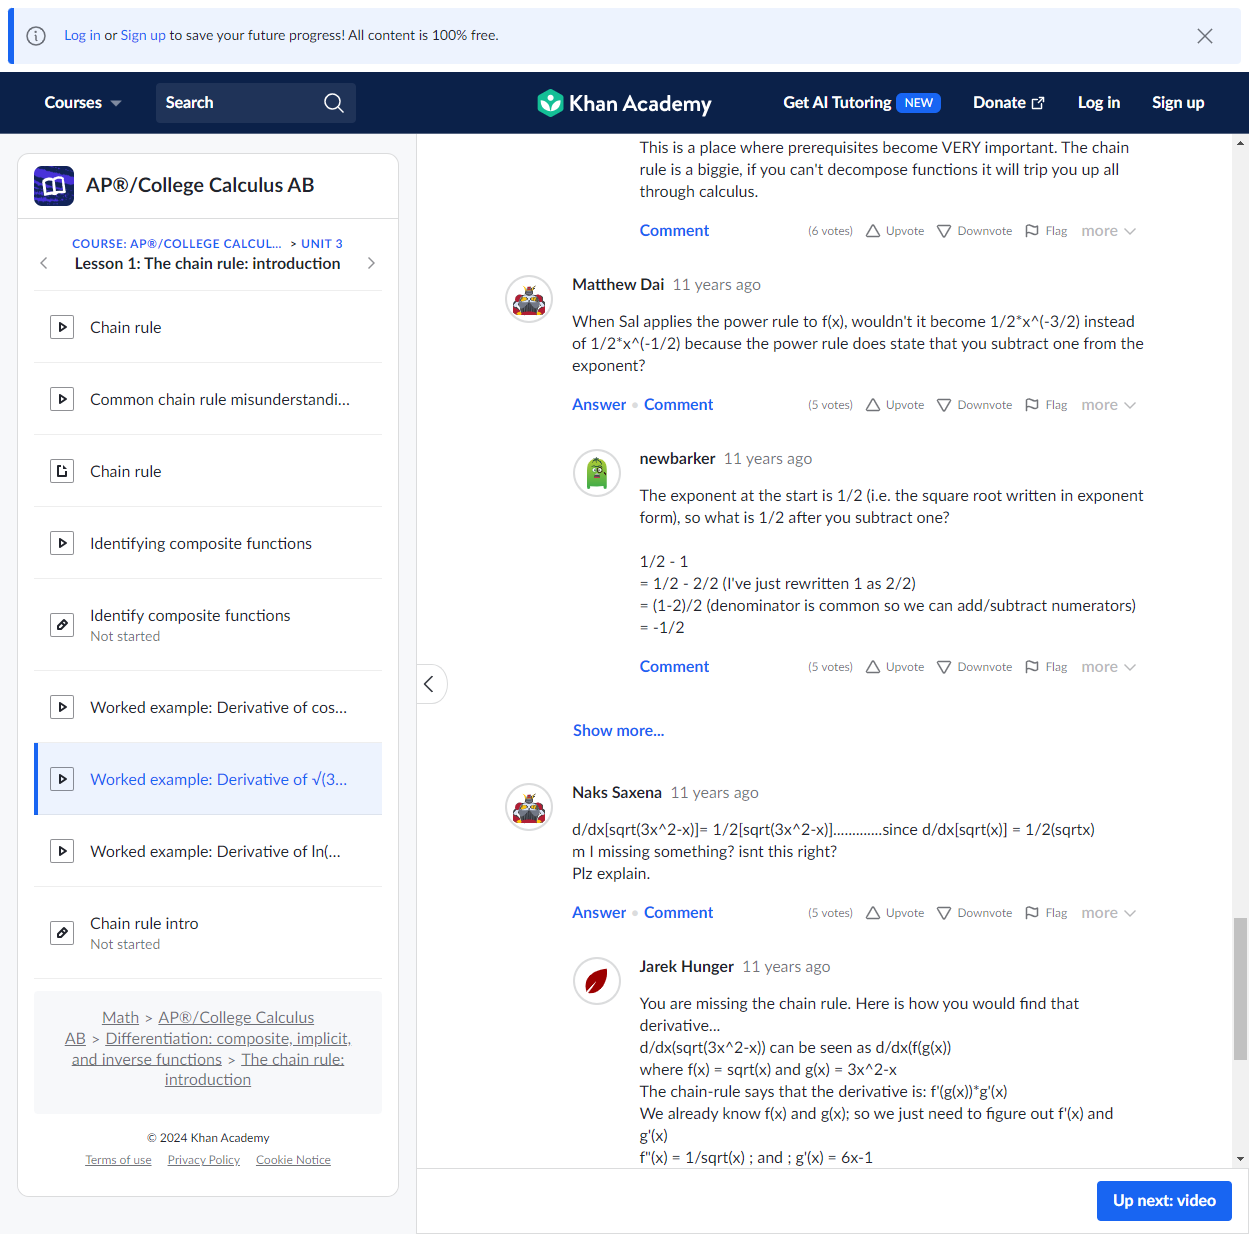 Log in or Sign up to save your future progress! All content is 100% free.
Courses
Search
Khan Academy
Get AI Tutoring NEW
Donate
Log in
Sign up
AP®/College Calculus AB
COURSE: AP®/COLLEGE CALCUL... > UNIT 3
Lesson 1: The chain rule: introduction
Chain rule
Common chain rule misunderstandi...
Chain rule
Identifying composite functions
Identify composite functions
Not started
Worked example: Derivative of cos...
Worked example: Derivative of √(3...
Worked example: Derivative of ln(...
Chain rule intro
Not started
Math > AP®/College Calculus
AB > Differentiation: composite, implicit,
and inverse functions > The chain rule:
introduction
© 2024 Khan Academy
Terms of use Privacy Policy Cookie Notice
This is a place where prerequisites become VERY important. The chain
rule is a biggie, if you can't decompose functions it will trip you up all
through calculus.
Comment (6 votes) Upvote Downvote Flag more
Matthew Dai 11 years ago
When Sal applies the power rule to f(x), wouldn't it become 1/2*x^(-3/2) instead
of 1/2*x^(-1/2) because the power rule does state that you subtract one from the
exponent?
Answer • Comment (5 votes) Upvote Downvote Flag more
newbarker 11 years ago
The exponent at the start is 1/2 (i.e. the square root written in exponent
form), so what is 1/2 after you subtract one?
1/2 - 1
= 1/2 - 2/2 (I've just rewritten 1 as 2/2)
= (1-2)/2 (denominator is common so we can add/subtract numerators)
= -1/2
Comment (5 votes) Upvote Downvote Flag more
Show more...
Naks Saxena 11 years ago
d/dx[sqrt(3x^2-x)]= 1/2[sqrt(3x^2-x)].............since d/dx[sqrt(x)] = 1/2(sqrtx)
m I missing something? isnt this right?
Plz explain.
Answer • Comment (5 votes) Upvote Downvote Flag more
Jarek Hunger 11 years ago
You are missing the chain rule. Here is how you would find that
derivative...
d/dx(sqrt(3x^2-x)) can be seen as d/dx(f(g(x))
where f(x) = sqrt(x) and g(x) = 3x^2-x
The chain-rule says that the derivative is: f'(g(x))*g'(x)
We already know f(x) and g(x); so we just need to figure out f'(x) and
g'(x)
f"(x) = 1/sqrt(x) ; and ; g'(x) = 6x-1
Up next: video